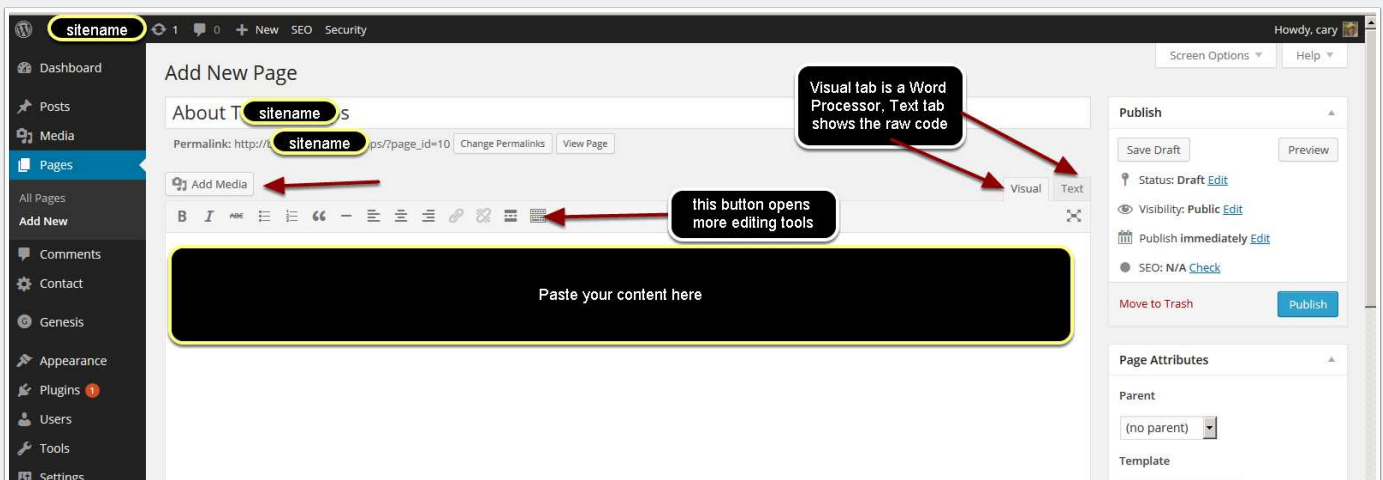 sitename 1 0 New SEO Security Howdy, cary
Screen Options Help
Dashboard
Posts
Media
Pages
All Pages
Add New
Comments
Contact
Genesis
Appearance
Plugins 1
Users
Tools
Settings
Add New Page
About T sitename s
Permalink: http://b sitename ps/?page_id=10 Change Permalinks View Page
Add Media
Visual Text
B I ABC
Visual tab is a Word
Processor, Text tab
shows the raw code
this button opens
more editing tools
Paste your content here
Publish
Save Draft Preview
Status: Draft Edit
Visibility: Public Edit
Publish immediately Edit
SEO: N/A Check
Move to Trash Publish
Page Attributes
Parent
(no parent)
Template